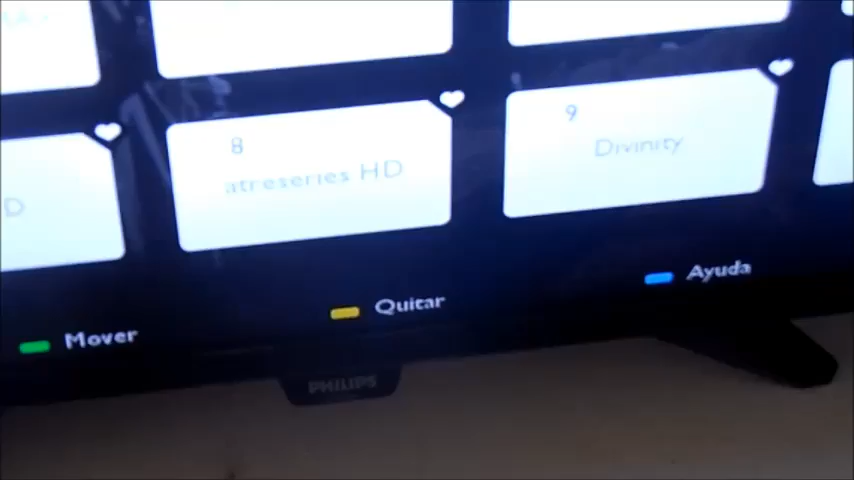 8
atreseries HD
9
Divinity
D
Mover
Quitar
Ayuda
PHILIPS